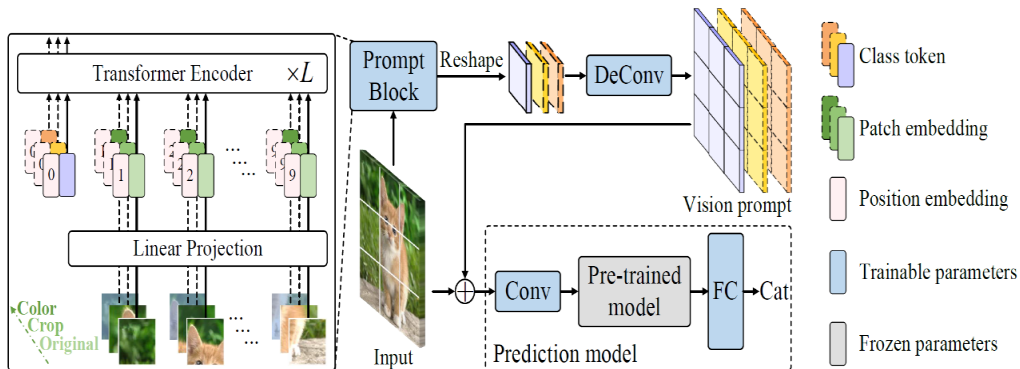 Transformer Encoder ×L
0
1
2
9
... ...
Linear Projection
Color
Crop
Original
... ...
Prompt
Block
Reshape
DeConv
Vision prompt
Input
Conv
Pre-trained
model
FC
Cat
Prediction model
Class token
Patch embedding
Position embedding
Trainable parameters
Frozen parameters